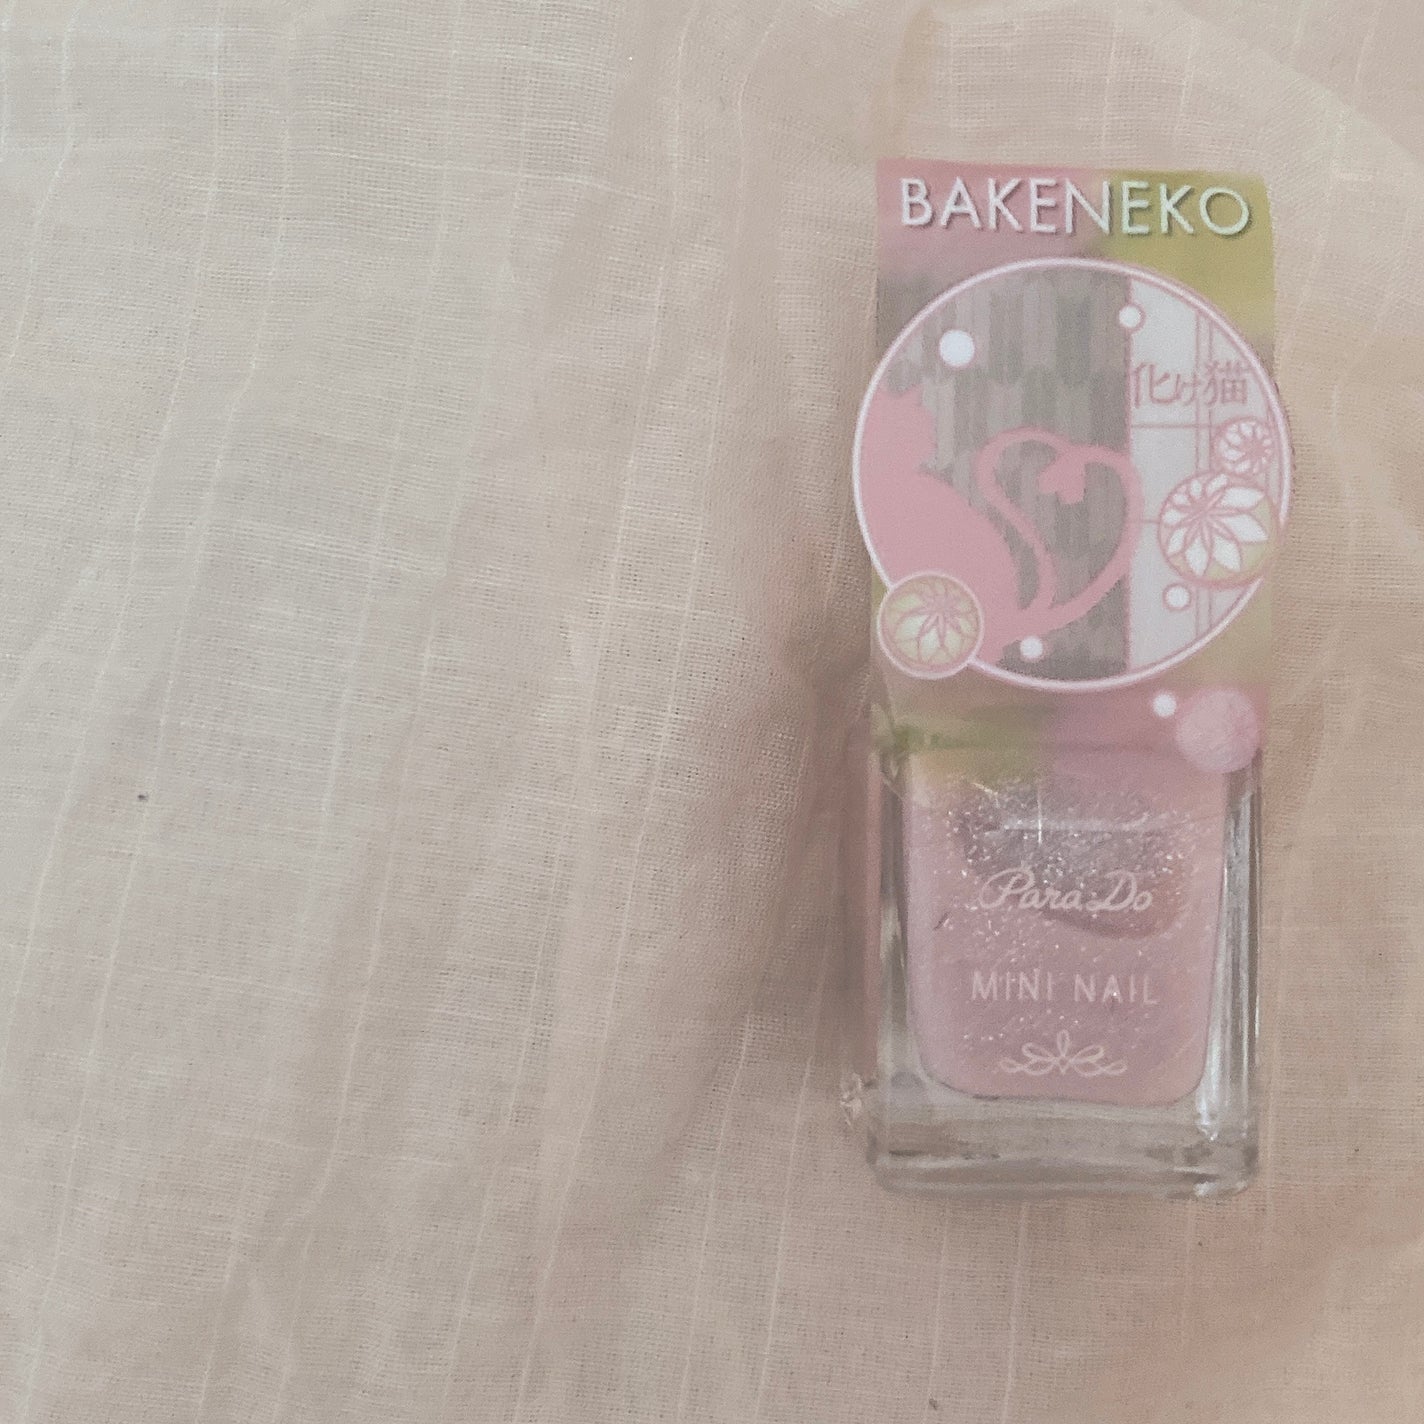 BAKENEKO
化け猫
Para Do
MINI NAIL